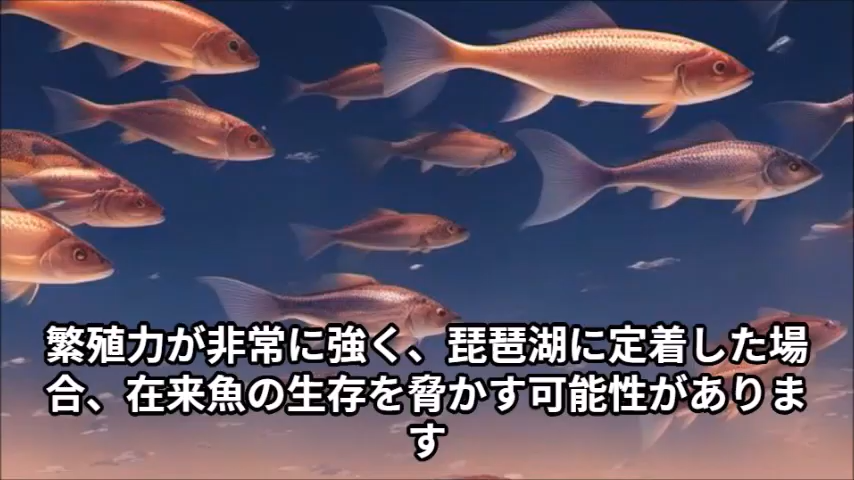 繁殖力が非常に強く、琵琶湖に定着した場
合、在来魚の生存を脅かす可能性がありま
す